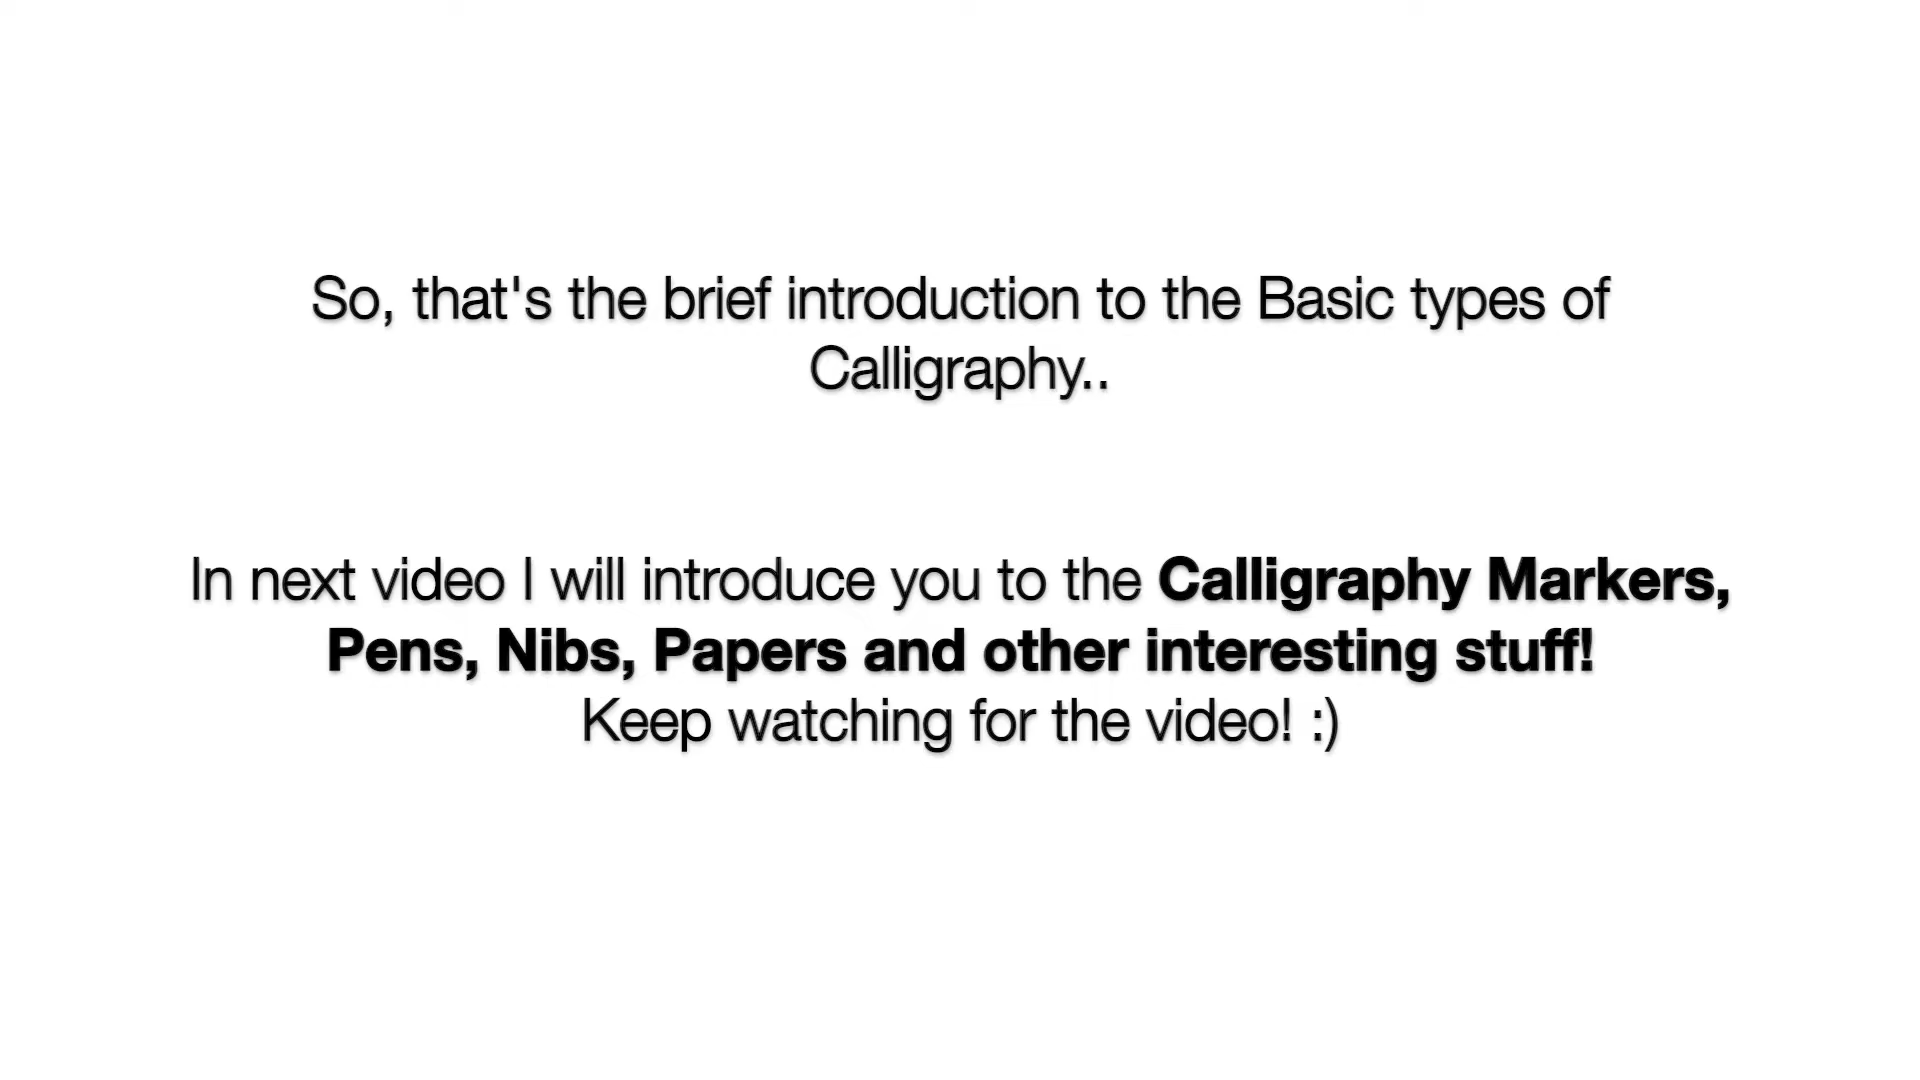 So, that's the brief introduction to the Basic types of
Calligraphy..
In next video I will introduce you to the Calligraphy Markers,
Pens, Nibs, Papers and other interesting stuff!
Keep watching for the video! :)